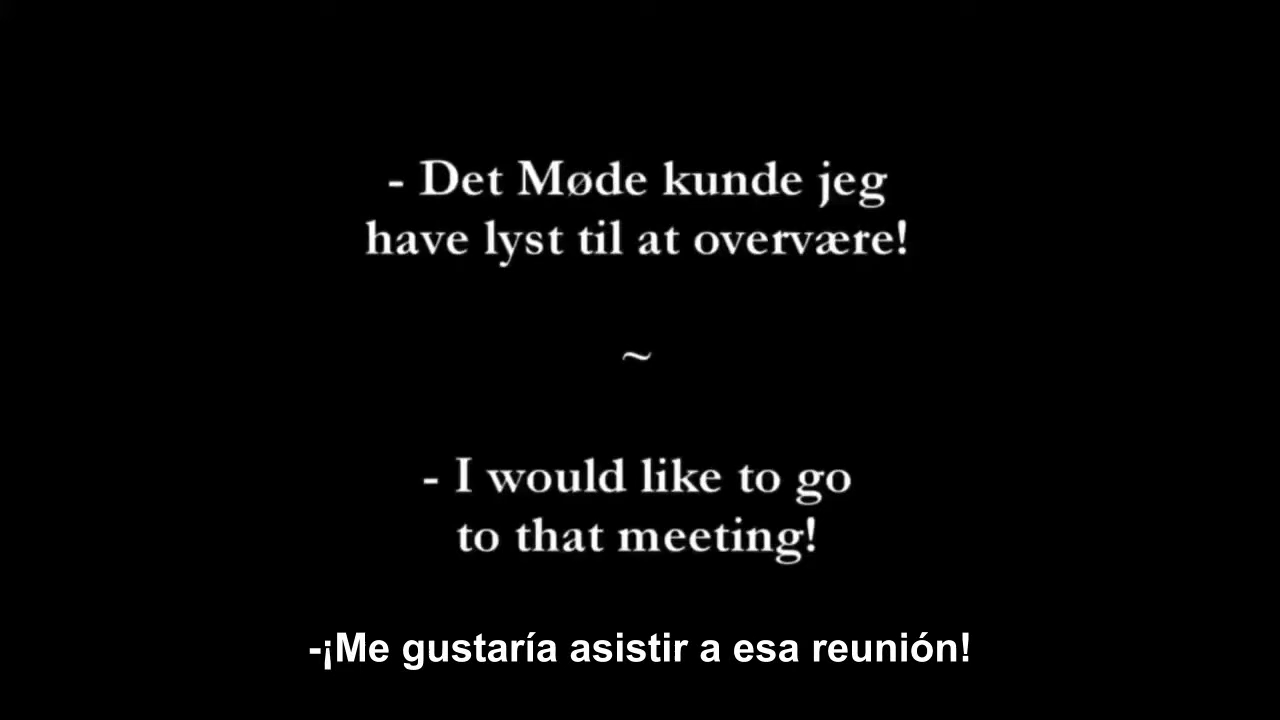 - Det Møde kunde jeg
have lyst til at overvære!
~
- I would like to go
to that meeting!
-¡Me gustaría asistir a esa reunión!